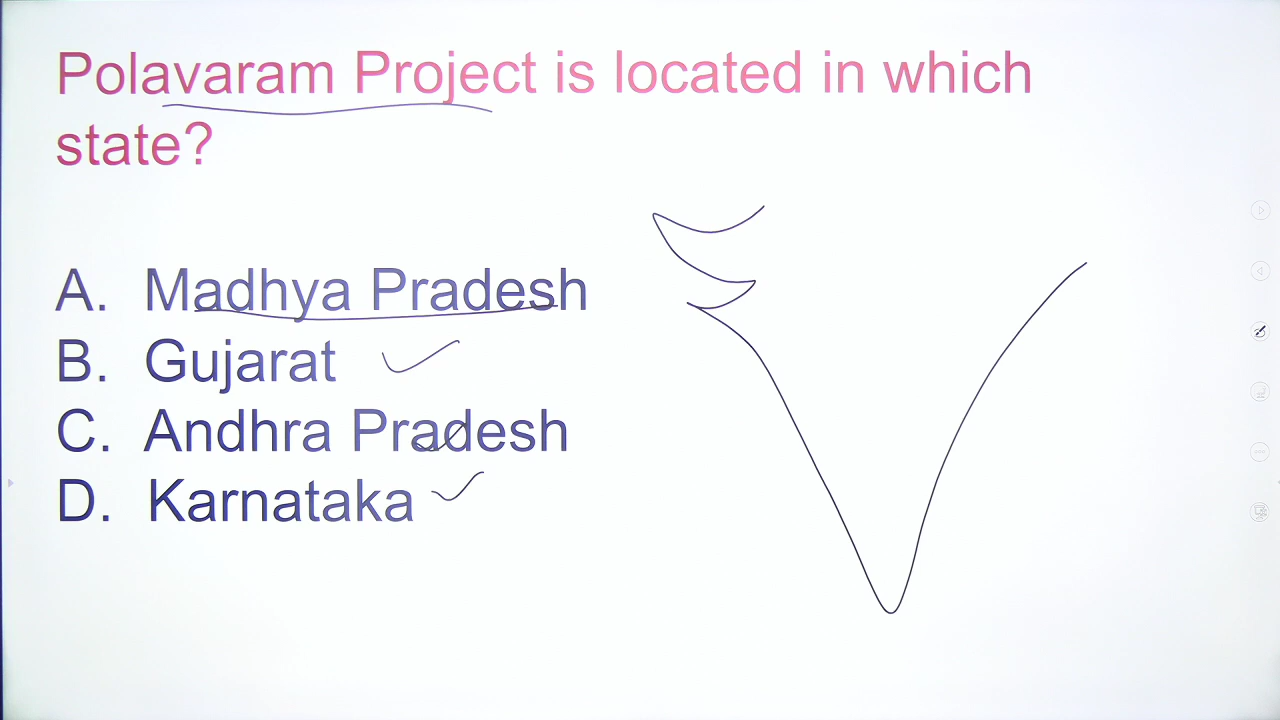 Polavaram Project is located in which
state?
A. Madhya Pradesh
B. Gujarat
C. Andhra Pradesh
D. Karnataka